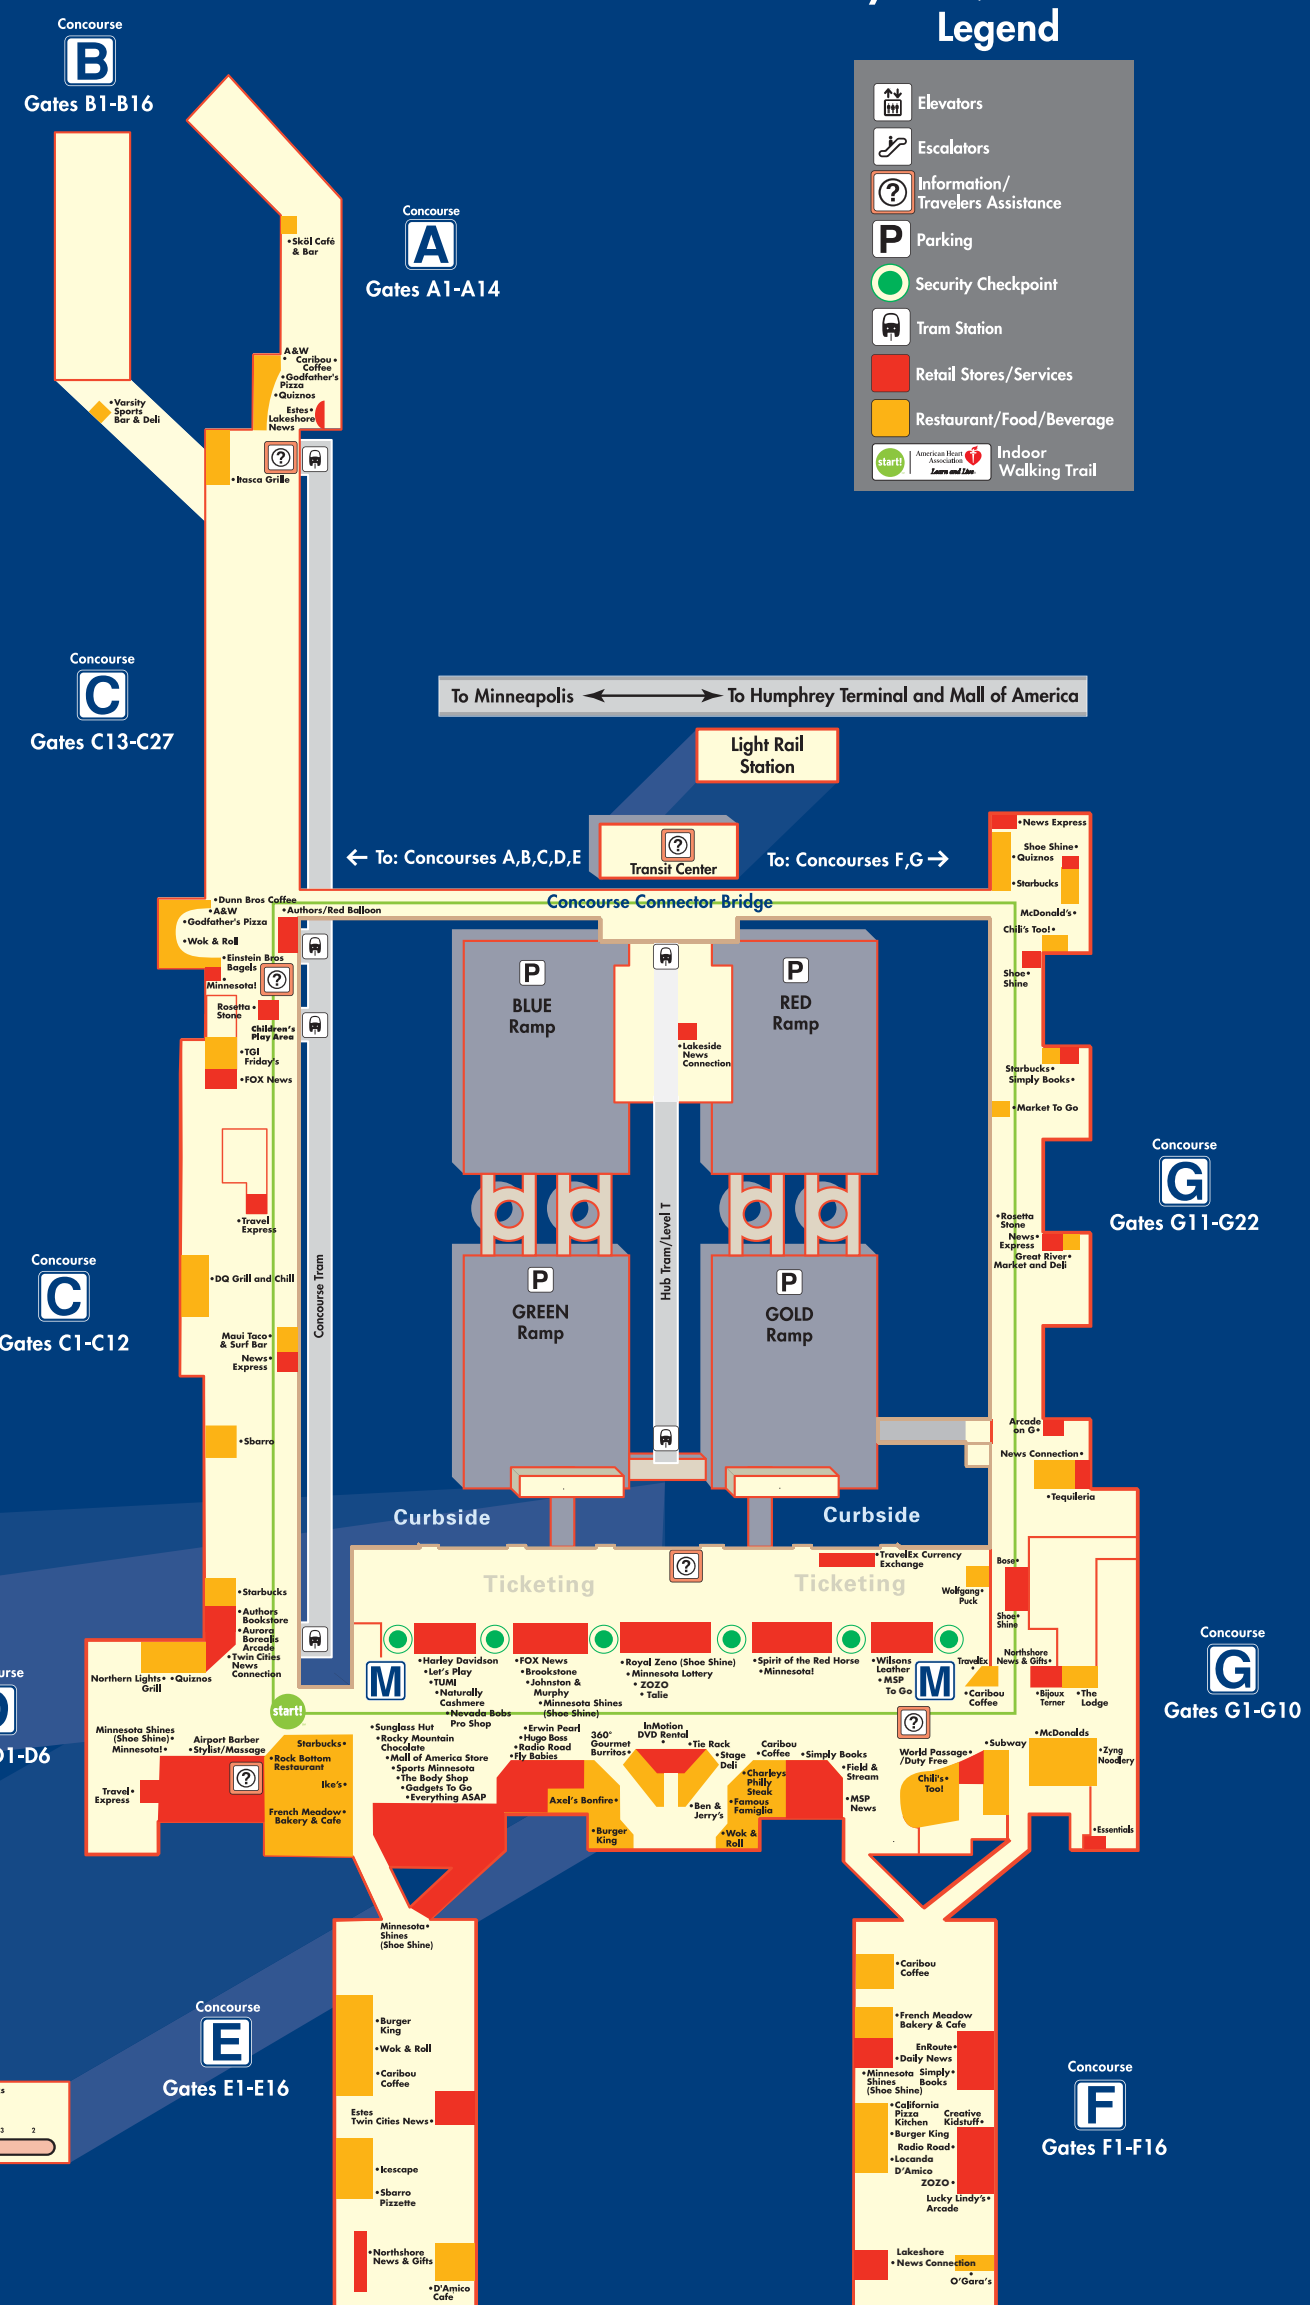 Legend
Elevators
Escalators
Information/
Travelers Assistance
P
Parking
Security Checkpoint
Tram Station
Retail Stores/Services
Restaurant/Food/Beverage
start!
American Heart
Association
Learn and Live
Indoor
Walking Trail
Concourse
B
Gates B1-B16
Concourse
A
Gates A1-A14
•Sköl Café
& Bar
A&W
Caribou•
Coffee
•Godfather's
Pizza
•Quiznos
Estes•
Lakeshore
News
•Varsity
Sports
Bar & Deli
•Itasca Grille
Concourse
C
Gates C13-C27
To Minneapolis
To Humphrey Terminal and Mall of America
Light Rail
Station
Transit Center
← To: Concourses A,B,C,D,E
To: Concourses F,G →
Concourse Connector Bridge
•Dunn Bros Coffee
•A&W
•Godfather's Pizza
•Wok & Roll
•Authors/Red Balloon
•Einstein Bros
Bagels
Minnesota!
Rosetta•
Stone
Children's
Play Area
•TGI
Friday's
•FOX News
•Travel
Express
•DQ Grill and Chill
Maui Taco•
& Surf Bar
News•
Express
•Sbarro
Concourse
C
Gates C1-C12
Concourse Tram
P
BLUE
Ramp
P
RED
Ramp
•Lakeside
News
Connection
Hub Tram/Level T
P
GREEN
Ramp
P
GOLD
Ramp
•News Express
Shoe Shine•
•Quiznos
•Starbucks
McDonald's•
Chili's Too!•
Shoe•
Shine
Starbucks•
Simply Books•
•Market To Go
•Rosetta
Stone
News•
Express
Great River•
Market and Deli
Concourse
G
Gates G11-G22
Arcade
on G•
News Connection•
•Tequileria
Curbside
Curbside
Ticketing
Ticketing
•TravelEx Currency
Exchange
Wolfgang•
Puck
Bose•
Shoe•
Shine
TravelEx
•Caribou
Coffee
Northshore
News & Gifts•
•Bijoux
Terner
•The
Lodge
Concourse
G
Gates G1-G10
•Starbucks
•Authors
Bookstore
•Aurora
Borealis
Arcade
•Twin Cities
News
Connection
Northern Lights•
Grill
•Quiznos
start!
M
M
•Harley Davidson
•Let's Play
•TUMI
•Naturally
Cashmere
•Nevada Bobs
Pro Shop
•FOX News
•Brookstone
•Johnston &
Murphy
•Minnesota Shines
(Shoe Shine)
•Royal Zeno (Shoe Shine)
•Minnesota Lottery
•ZOZO
•Talie
•Spirit of the Red Horse
•Minnesota!
•Wilsons
Leather
•MSP
To Go
D1-D6
Minnesota Shines
(Shoe Shine)•
Minnesota!•
Airport Barber
•Stylist/Massage
Travel•
Express
Starbucks•
•Rock Bottom
Restaurant
Ike's•
French Meadow•
Bakery & Cafe
•Sunglass Hut
•Rocky Mountain
Chocolate
•Mall of America Store
•Sports Minnesota
•The Body Shop
•Gadgets To Go
•Everything ASAP
•Erwin Pearl
•Hugo Boss
•Radio Road
•Fly Babies
360°
Gourmet
Burritos•
InMotion
DVD Rental
•Tie Rack
•Stage
Deli
Axel's Bonfire•
•Burger
King
•Ben &
Jerry's
Caribou
•Coffee
•Simply Books
•Charleys
Philly
Steak
•Famous
Famiglia
•Wok &
Roll
•Field &
Stream
•MSP
News
World Passage•
/Duty Free
•Subway
Chili's•
Too!
•McDonalds
•Zyng
Noodlery
•Essentials
Minnesota•
Shines
(Shoe Shine)
•Burger
King
•Wok & Roll
•Caribou
Coffee
Estes
Twin Cities News•
•Icescape
•Sbarro
Pizzette
•Northshore
News & Gifts
•D'Amico
Cafe
Concourse
E
Gates E1-E16
•Caribou
Coffee
•French Meadow
Bakery & Cafe
EnRoute•
•Daily News
•Minnesota
Shines
(Shoe Shine)
Simply•
Books
•California
Pizza
Kitchen
Creative
Kidstuff•
•Burger King
Radio Road•
•Locanda
D'Amico
ZOZO•
Lucky Lindy's•
Arcade
Lakeshore
•News Connection
O'Gara's
Concourse
F
Gates F1-F16
3
2